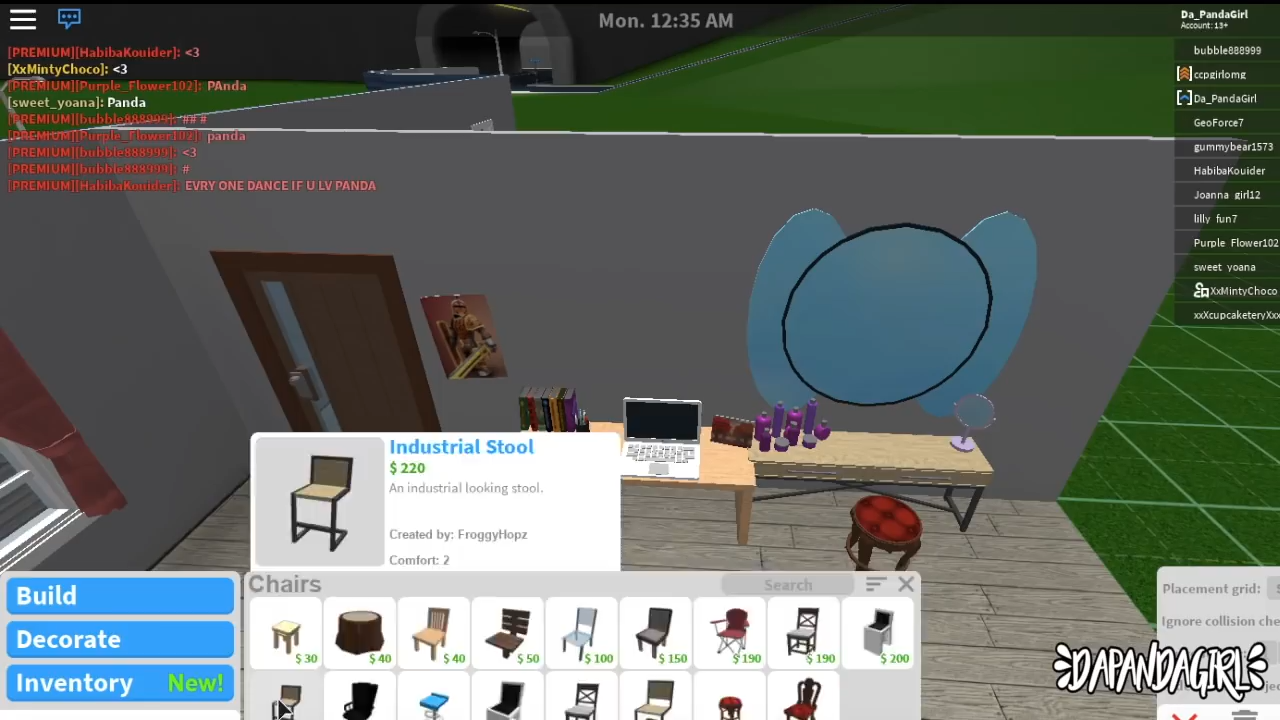 Mon. 12:35 AM
Da_PandaGirl
Account: 13+
[PREMIUM][HabibaKouider]: <3
[XxMintyChoco]: <3
[PREMIUM][Purple_Flower102]: PAnda
[sweet_yoana]: Panda
[PREMIUM][bubble888999]: ## #
[PREMIUM][Purple_Flower102]: panda
[PREMIUM][bubble888999]: <3
[PREMIUM][bubble888999]: #
[PREMIUM][HabibaKouider]: EVRY ONE DANCE IF U LV PANDA
bubble888999
ccpgirlomg
Da_PandaGirl
GeoForce7
gummybear1573
HabibaKouider
Joanna_girl12
lilly_fun7
Purple_Flower102
sweet_yoana
XxMintyChoco
xxXcupcaketeryXxx
Industrial Stool
$ 220
An industrial looking stool.
Created by: FroggyHopz
Comfort: 2
Build
Decorate
Inventory New!
Chairs
Search
$ 30
$ 40
$ 40
$ 50
$ 100
$ 150
$ 190
$ 190
$ 200
Placement grid:
Ignore collision che
DAPANDAGIRL